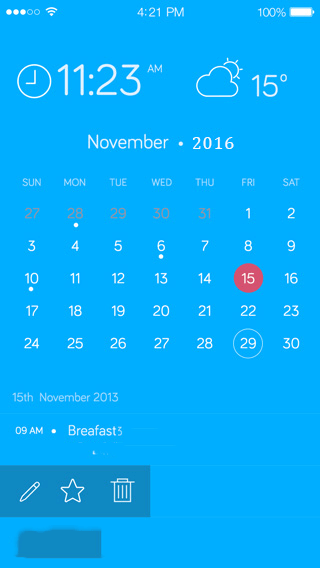 4:21 PM 100%
11:23 AM 15°
November • 2016
SUN MON TUE WED THU FRI SAT
27 28 29 30 31 1 2
3 4 5 6 7 8 9
10 11 12 13 14 15 16
17 18 19 20 21 22 23
24 25 26 27 28 29 30
15th November 2013
09 AM • Breafast3